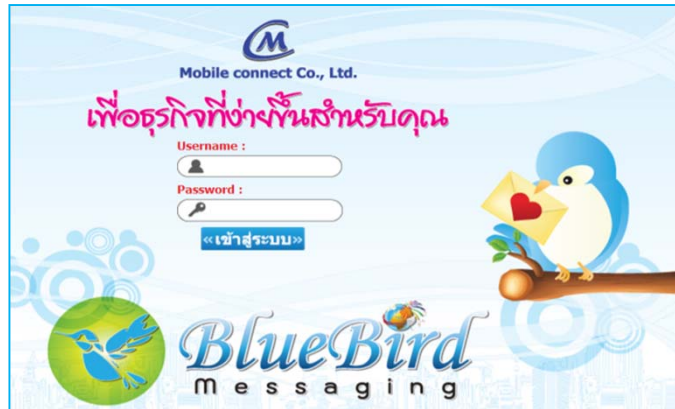 Mobile connect Co., Ltd.
เพื่อธุรกิจที่ง่ายขึ้นสำหรับคุณ
Username :
Password :
«เข้าสู่ระบบ»
BlueBird
Messaging